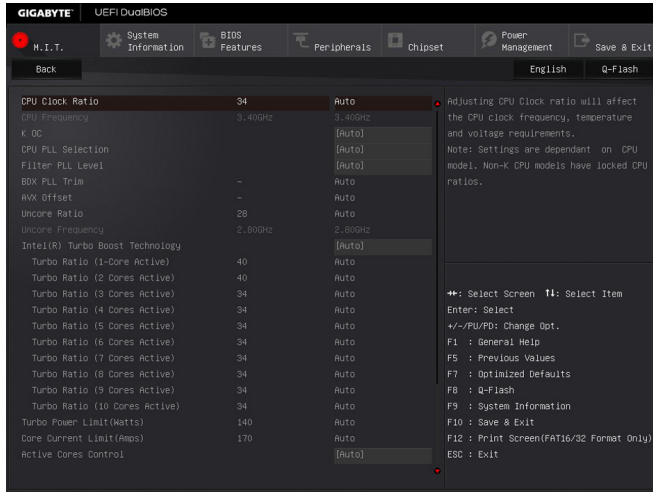 GIGABYTE™ UEFI DualBIOS
M.I.T.
System Information
BIOS Features
Peripherals
Chipset
Power Management
Save & Exit
Back
English
Q-Flash
CPU Clock Ratio 34 Auto
CPU Frequency 3.40GHz 3.40GHz
K OC [Auto]
CPU PLL Selection [Auto]
Filter PLL Level [Auto]
BDX PLL Trim – Auto
AVX Offset – Auto
Uncore Ratio 28 Auto
Uncore Frequency 2.80GHz 2.80GHz
Intel(R) Turbo Boost Technology [Auto]
Turbo Ratio (1-Core Active) 40 Auto
Turbo Ratio (2 Cores Active) 40 Auto
Turbo Ratio (3 Cores Active) 34 Auto
Turbo Ratio (4 Cores Active) 34 Auto
Turbo Ratio (5 Cores Active) 34 Auto
Turbo Ratio (6 Cores Active) 34 Auto
Turbo Ratio (7 Cores Active) 34 Auto
Turbo Ratio (8 Cores Active) 34 Auto
Turbo Ratio (9 Cores Active) 34 Auto
Turbo Ratio (10 Cores Active) 34 Auto
Turbo Power Limit(Watts) 140 Auto
Core Current Limit(Amps) 170 Auto
Active Cores Control [Auto]
Adjusting CPU Clock ratio will affect
the CPU clock frequency, temperature
and voltage requirements.
Note: Settings are dependant on CPU
model. Non-K CPU models have locked CPU
ratios.
→←: Select Screen ↑↓: Select Item
Enter: Select
+/-/PU/PD: Change Opt.
F1 : General Help
F5 : Previous Values
F7 : Optimized Defaults
F8 : Q-Flash
F9 : System Information
F10 : Save & Exit
F12 : Print Screen(FAT16/32 Format Only)
ESC : Exit